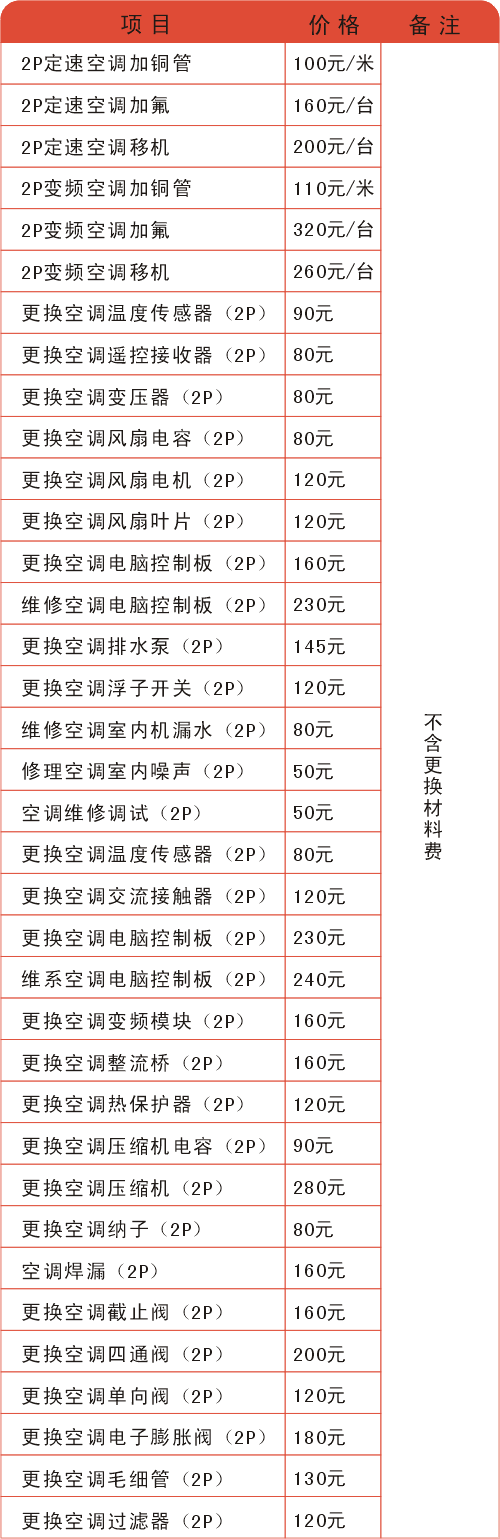 项目 价格 备注
2P定速空调加铜管 100元/米
2P定速空调加氟 160元/台
2P定速空调移机 200元/台
2P变频空调加铜管 110元/米
2P变频空调加氟 320元/台
2P变频空调移机 260元/台
更换空调温度传感器（2P） 90元
更换空调遥控接收器（2P） 80元
更换空调变压器（2P） 80元
更换空调风扇电容（2P） 80元
更换空调风扇电机（2P） 120元
更换空调风扇叶片（2P） 120元
更换空调电脑控制板（2P） 160元
维修空调电脑控制板（2P） 230元
更换空调排水泵（2P） 145元
更换空调浮子开关（2P） 120元
维修空调室内机漏水（2P） 80元
修理空调室内噪声（2P） 50元
空调维修调试（2P） 50元
更换空调温度传感器（2P） 80元
更换空调交流接触器（2P） 120元
更换空调电脑控制板（2P） 230元
维系空调电脑控制板（2P） 240元
更换空调变频模块（2P） 160元
更换空调整流桥（2P） 160元
更换空调热保护器（2P） 120元
更换空调压缩机电容（2P） 90元
更换空调压缩机（2P） 280元
更换空调纳子（2P） 80元
空调焊漏（2P） 160元
更换空调截止阀（2P） 160元
更换空调四通阀（2P） 200元
更换空调单向阀（2P） 120元
更换空调电子膨胀阀（2P） 180元
更换空调毛细管（2P） 130元
更换空调过滤器（2P） 120元
不含更换材料费